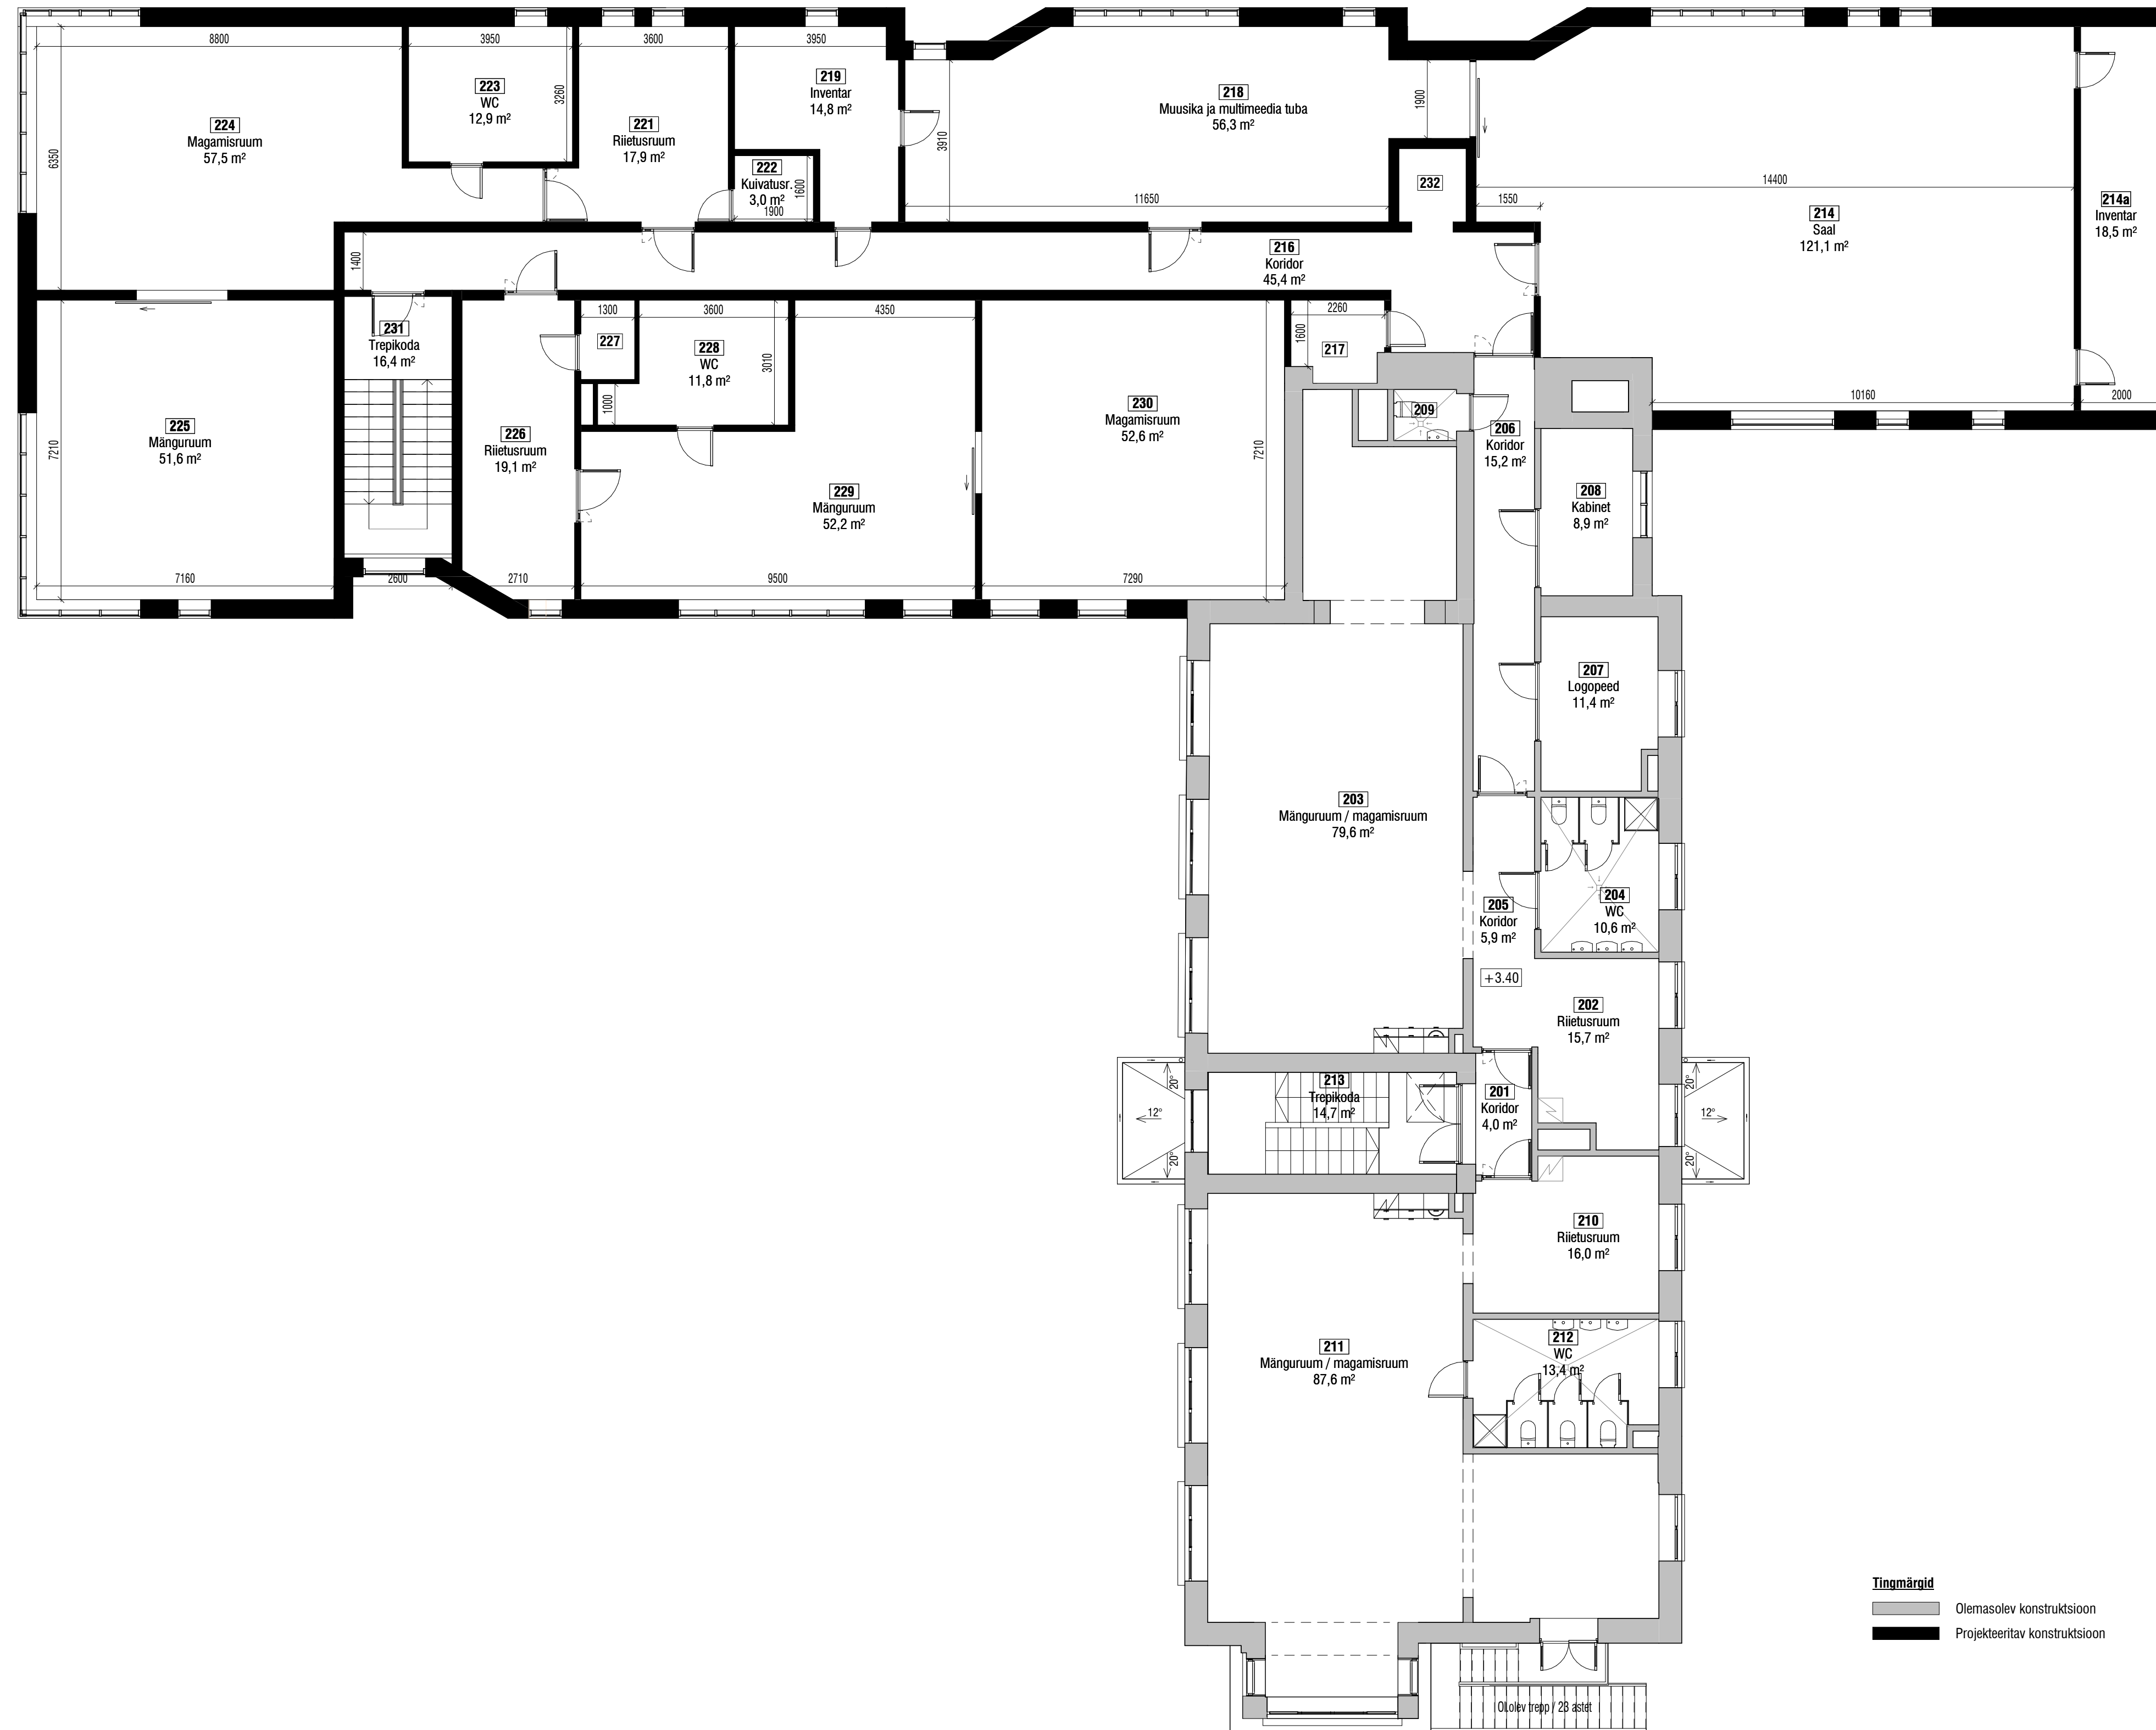 8800
3950
3600
3950
6350
224
Magamisruum
57,5 m²
223
WC
12,9 m²
3260
221
Riietusruum
17,9 m²
219
Inventar
14,8 m²
222
Kuivatusr.
3,0 m²
1600
1900
3910
218
Muusika ja multimeedia tuba
56,3 m²
11650
1900
232
14400
1550
214
Saal
121,1 m²
10160
214a
Inventar
18,5 m²
2000
1400
216
Koridor
45,4 m²
7210
225
Mänguruum
51,6 m²
7160
231
Trepikoda
16,4 m²
2600
226
Riietusruum
19,1 m²
2710
1300
3600
4350
227
228
WC
11,8 m²
3010
1000
229
Mänguruum
52,2 m²
9500
230
Magamisruum
52,6 m²
7210
7290
2260
1600
217
209
206
Koridor
15,2 m²
208
Kabinet
8,9 m²
207
Logopeed
11,4 m²
203
Mänguruum / magamisruum
79,6 m²
204
WC
10,6 m²
205
Koridor
5,9 m²
+3.40
202
Riietusruum
15,7 m²
20°
12°
20°
213
Trepikoda
14,7 m²
201
Koridor
4,0 m²
20°
12°
20°
210
Riietusruum
16,0 m²
211
Mänguruum / magamisruum
87,6 m²
212
WC
13,4 m²
Ol.olev trepp / 23 astet
Tingmärgid
Olemasolev konstruktsioon
Projekteeritav konstruktsioon